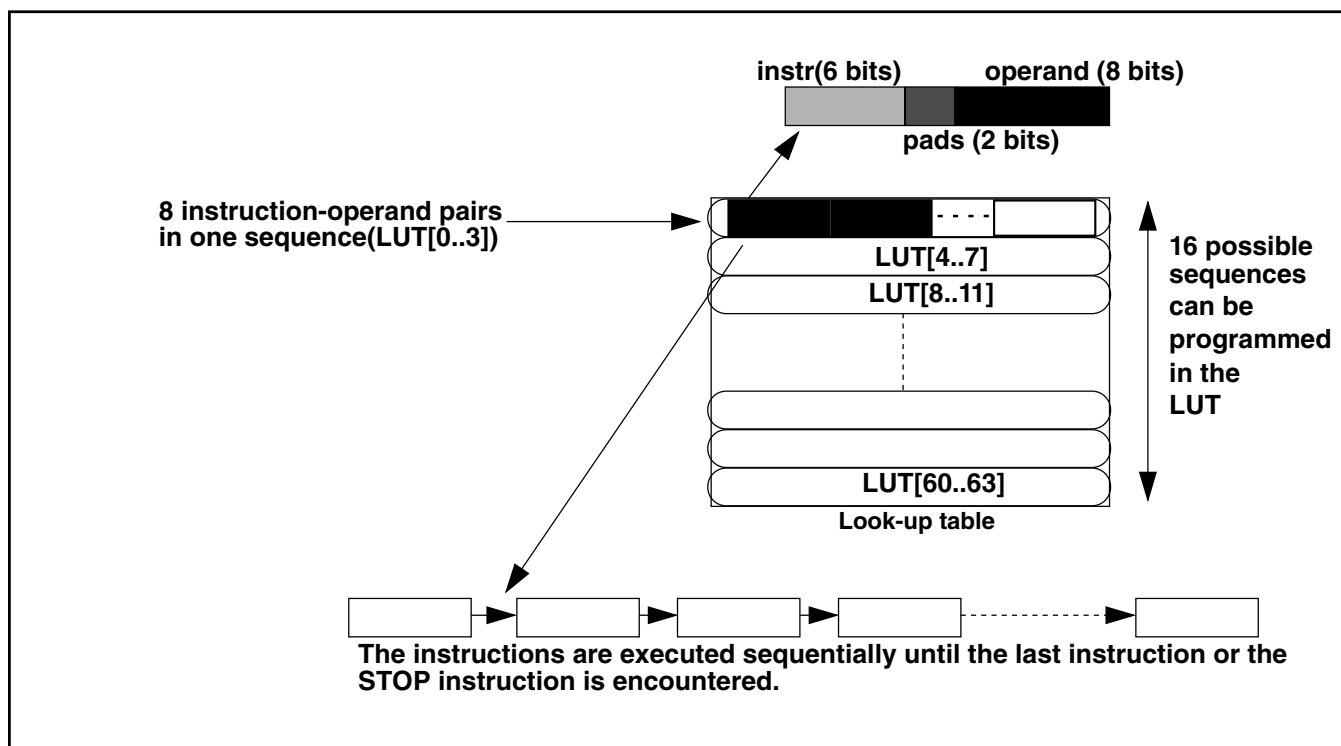 instr(6 bits)
operand (8 bits)
pads (2 bits)
8 instruction-operand pairs
in one sequence(LUT[0..3])
LUT[4..7]
LUT[8..11]
LUT[60..63]
Look-up table
16 possible
sequences
can be
programmed
in the
LUT
The instructions are executed sequentially until the last instruction or the
STOP instruction is encountered.